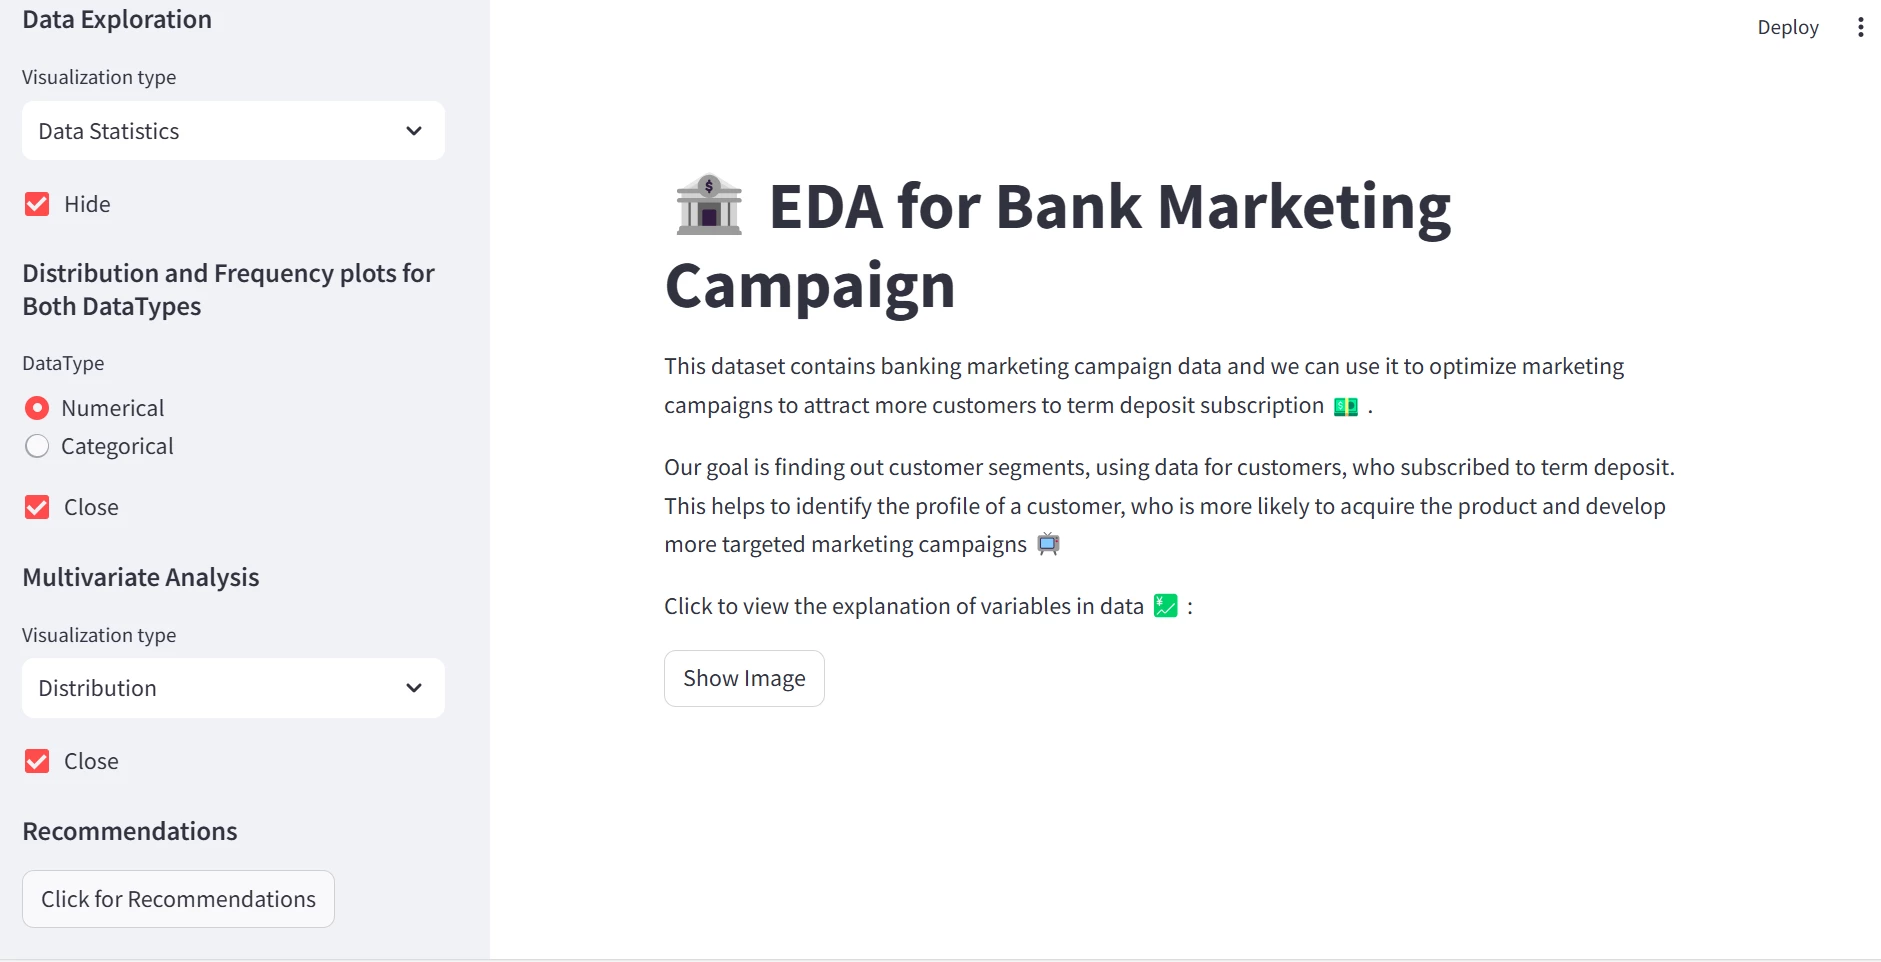 Data Exploration
Visualization type
Data Statistics
Hide
Distribution and Frequency plots for
Both DataTypes
DataType
Numerical
Categorical
Close
Multivariate Analysis
Visualization type
Distribution
Close
Recommendations
Click for Recommendations
Deploy
EDA for Bank Marketing
Campaign
This dataset contains banking marketing campaign data and we can use it to optimize marketing
campaigns to attract more customers to term deposit subscription 💵 .
Our goal is finding out customer segments, using data for customers, who subscribed to term deposit.
This helps to identify the profile of a customer, who is more likely to acquire the product and develop
more targeted marketing campaigns 📺
Click to view the explanation of variables in data 💹 :
Show Image